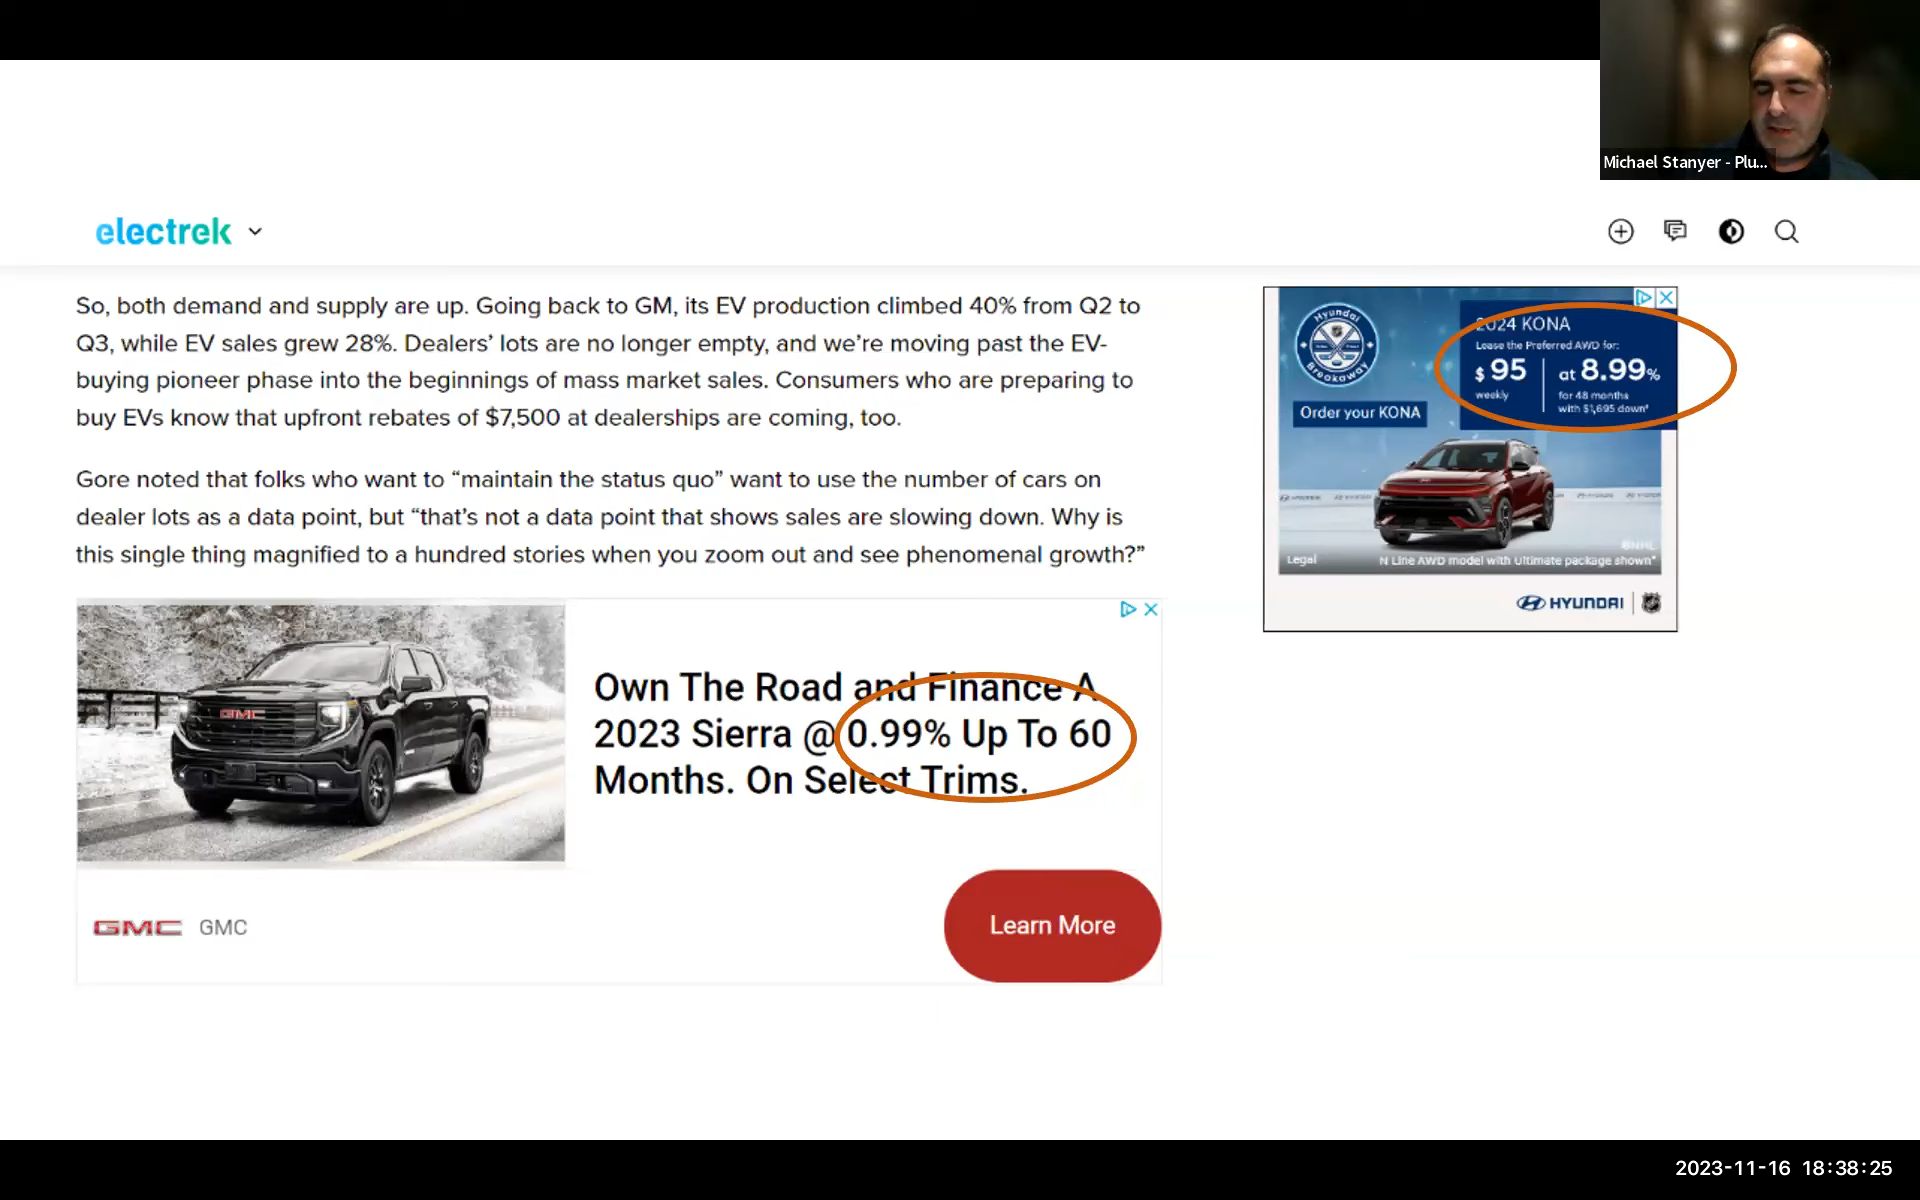 Michael Stanyer - Plu...
electrek
So, both demand and supply are up. Going back to GM, its EV production climbed 40% from Q2 to
Q3, while EV sales grew 28%. Dealers’ lots are no longer empty, and we’re moving past the EV-
buying pioneer phase into the beginnings of mass market sales. Consumers who are preparing to
buy EVs know that upfront rebates of $7,500 at dealerships are coming, too.
Gore noted that folks who want to “maintain the status quo” want to use the number of cars on
dealer lots as a data point, but “that’s not a data point that shows sales are slowing down. Why is
this single thing magnified to a hundred stories when you zoom out and see phenomenal growth?”
GMC
Own The Road and Finance A
2023 Sierra @ 0.99% Up To 60
Months. On Select Trims.
GMC GMC
Learn More
Hyundai
Breakaway
Order your KONA
2024 KONA
Lease the Preferred AWD for:
$95 at 8.99%
weekly for 48 months
with $1,695 down*
Legal N Line AWD model with Ultimate package shown*
HYUNDAI
2023-11-16 18:38:25